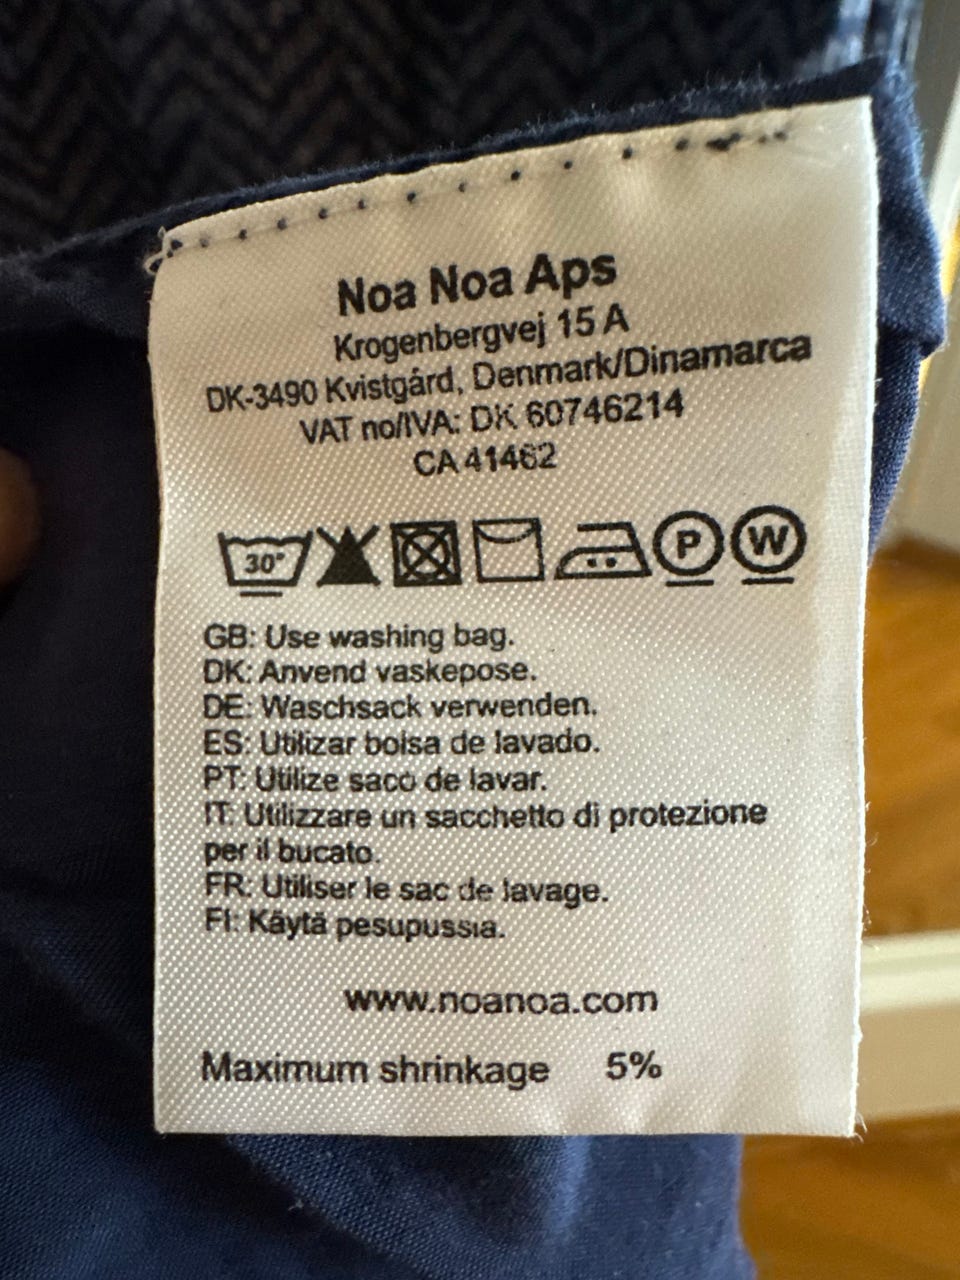 Noa Noa Aps
Krogenbergvej 15 A
DK-3490 Kvistgård, Denmark/Dinamarca
VAT no/IVA: DK 60746214
CA 41462
30° P W
GB: Use washing bag.
DK: Anvend vaskepose.
DE: Waschsack verwenden.
ES: Utilizar bolsa de lavado.
PT: Utilize saco de lavar.
IT: Utilizzare un sacchetto di protezione
per il bucato.
FR: Utiliser le sac de lavage.
FI: Käytä pesupussia.
www.noanoa.com
Maximum shrinkage 5%